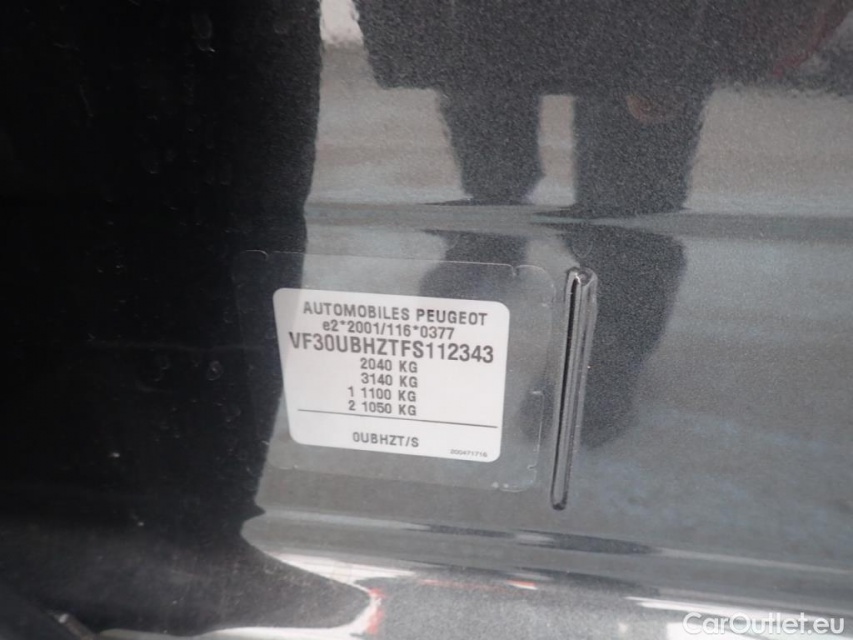 AUTOMOBILES PEUGEOT
e2*2001/116*0377
VF30UBHZTFS112343
2040 KG
3140 KG
1 1100 KG
2 1050 KG
0UBHZT/S
CarOutlet.eu